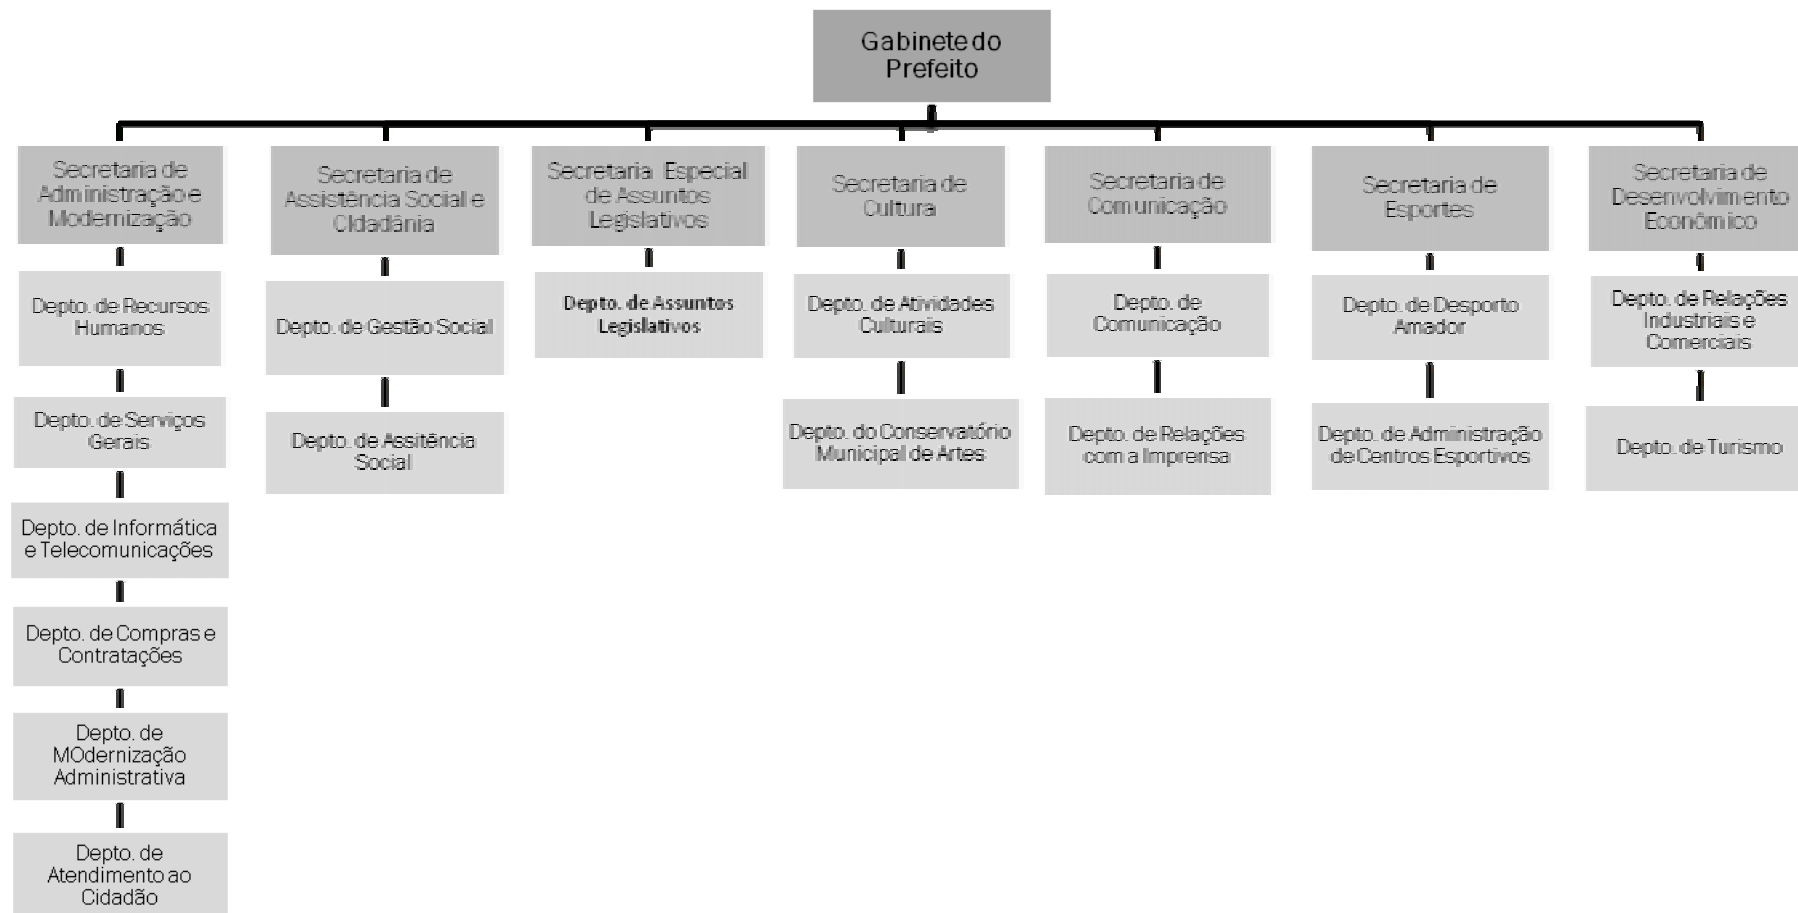 Gabinete do
Prefeito
Secretaria de
Administração e
Modernização
Secretaria de
Assistência Social e
CIdadânia
Secretaria Especial
de Assuntos
Legislativos
Secretaria de
Cultura
Secretaria de
Comunicação
Secretaria de
Esportes
Secretaria de
Desenvolvimento
Econômico
Depto. de Recursos
Humanos
Depto. de Serviços
Gerais
Depto. de Informática
e Telecomunicações
Depto. de Compras e
Contratações
Depto. de
MOdernização
Administrativa
Depto. de
Atendimento ao
Cidadão
Depto. de Gestão Social
Depto. de Assitência
Social
Depto. de Assuntos
Legislativos
Depto. de Atividades
Culturais
Depto. do Conservatório
Municipal de Artes
Depto. de
Comunicação
Depto. de Relações
com a Imprensa
Depto. de Desporto
Amador
Depto. de Administração
de Centros Esportivos
Depto. de Relações
Industriais e
Comerciais
Depto. de Turismo